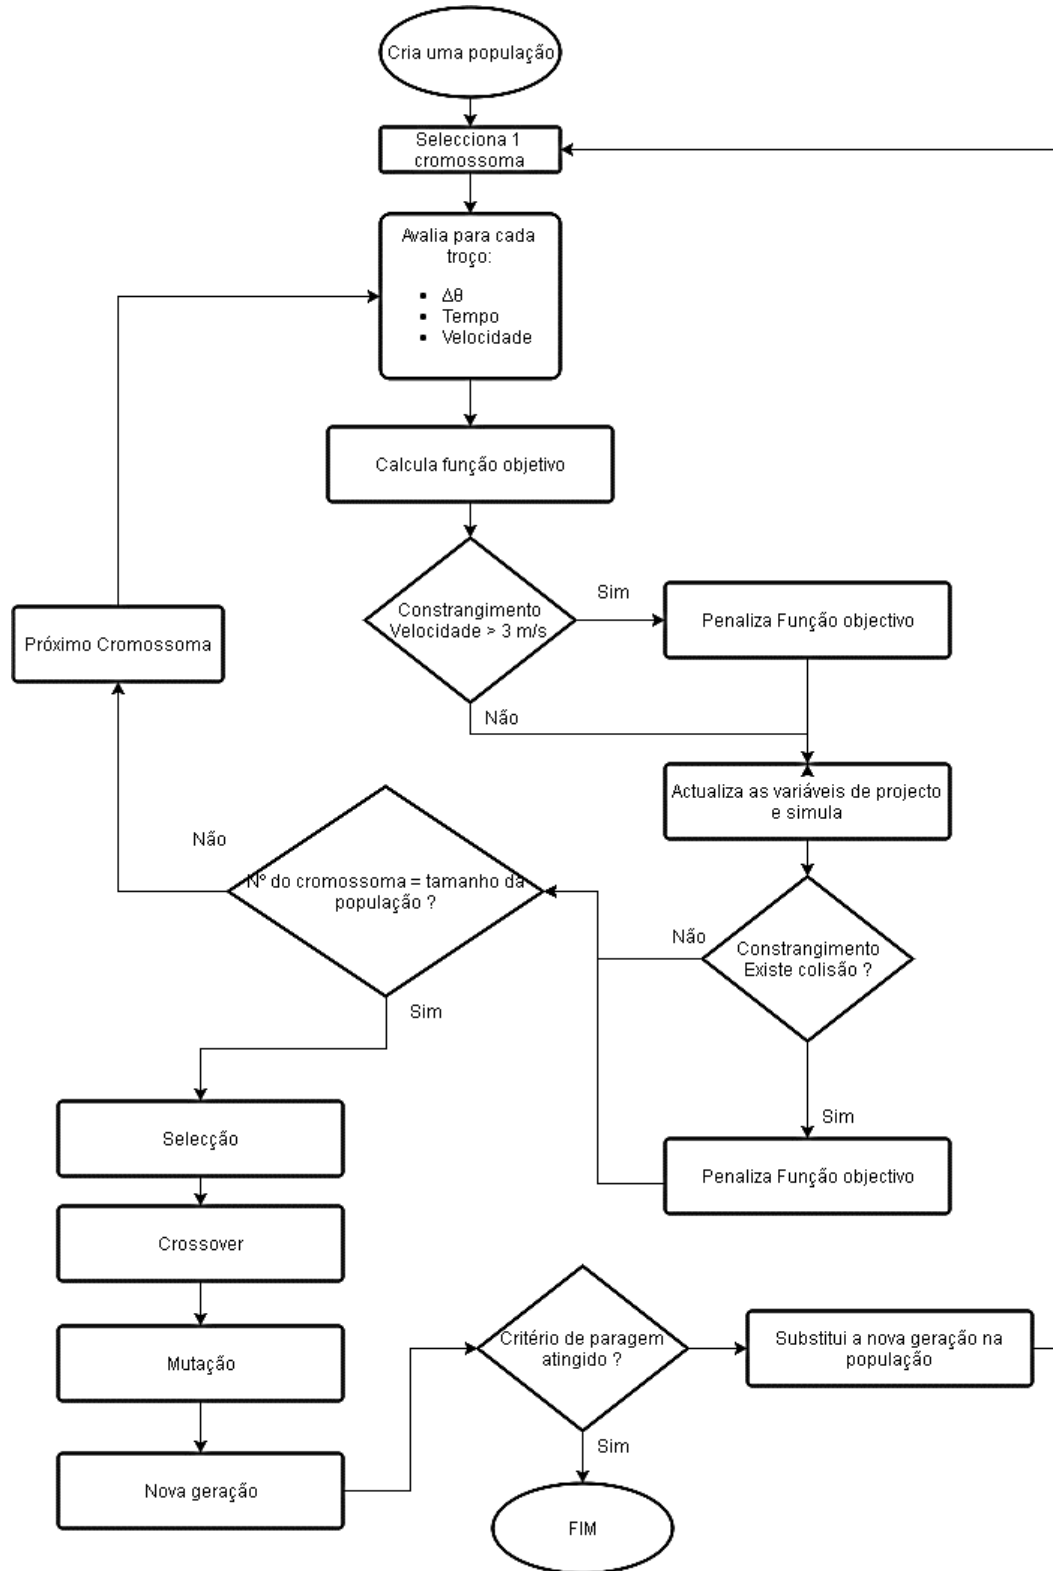 Cria uma população
Selecciona 1
cromossoma
Avalia para cada
troço:
▪ Δθ
▪ Tempo
▪ Velocidade
Calcula função objetivo
Constrangimento
Velocidade > 3 m/s
Sim
Penaliza Função objectivo
Próximo Cromossoma
Não
Actualiza as variáveis de projecto
e simula
Não
Nº do cromossoma = tamanho da
população ?
Não
Constrangimento
Existe colisão ?
Sim
Sim
Selecção
Penaliza Função objectivo
Crossover
Critério de paragem
atingido ?
Substitui a nova geração na
população
Mutação
Sim
Nova geração
FIM